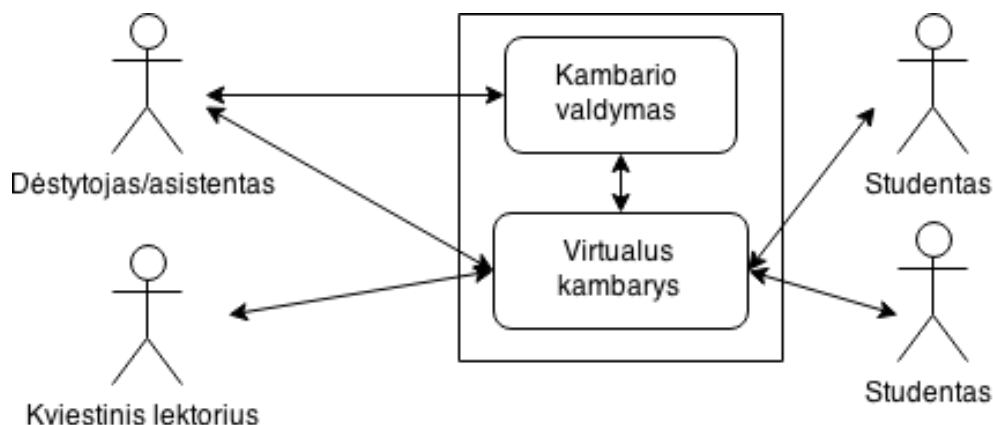 Kambario
valdymas
Dėstytojas/asistentas
Studentas
Virtualus
kambarys
Kviestinis lektorius
Studentas